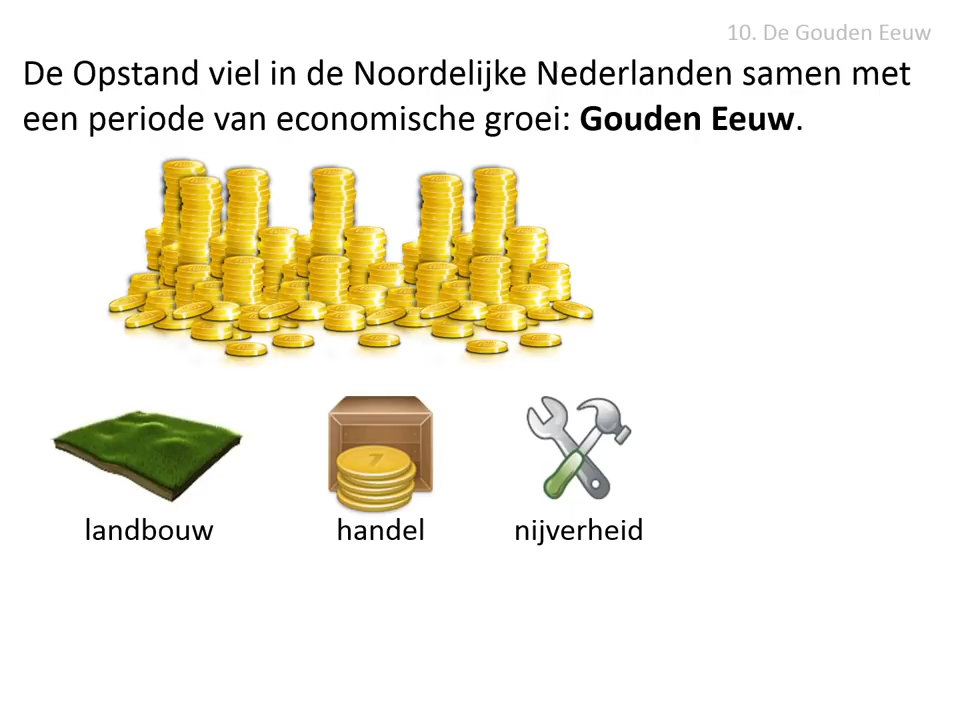 10. De Gouden Eeuw
De Opstand viel in de Noordelijke Nederlanden samen met
een periode van economische groei: Gouden Eeuw.
7
landbouw handel nijverheid